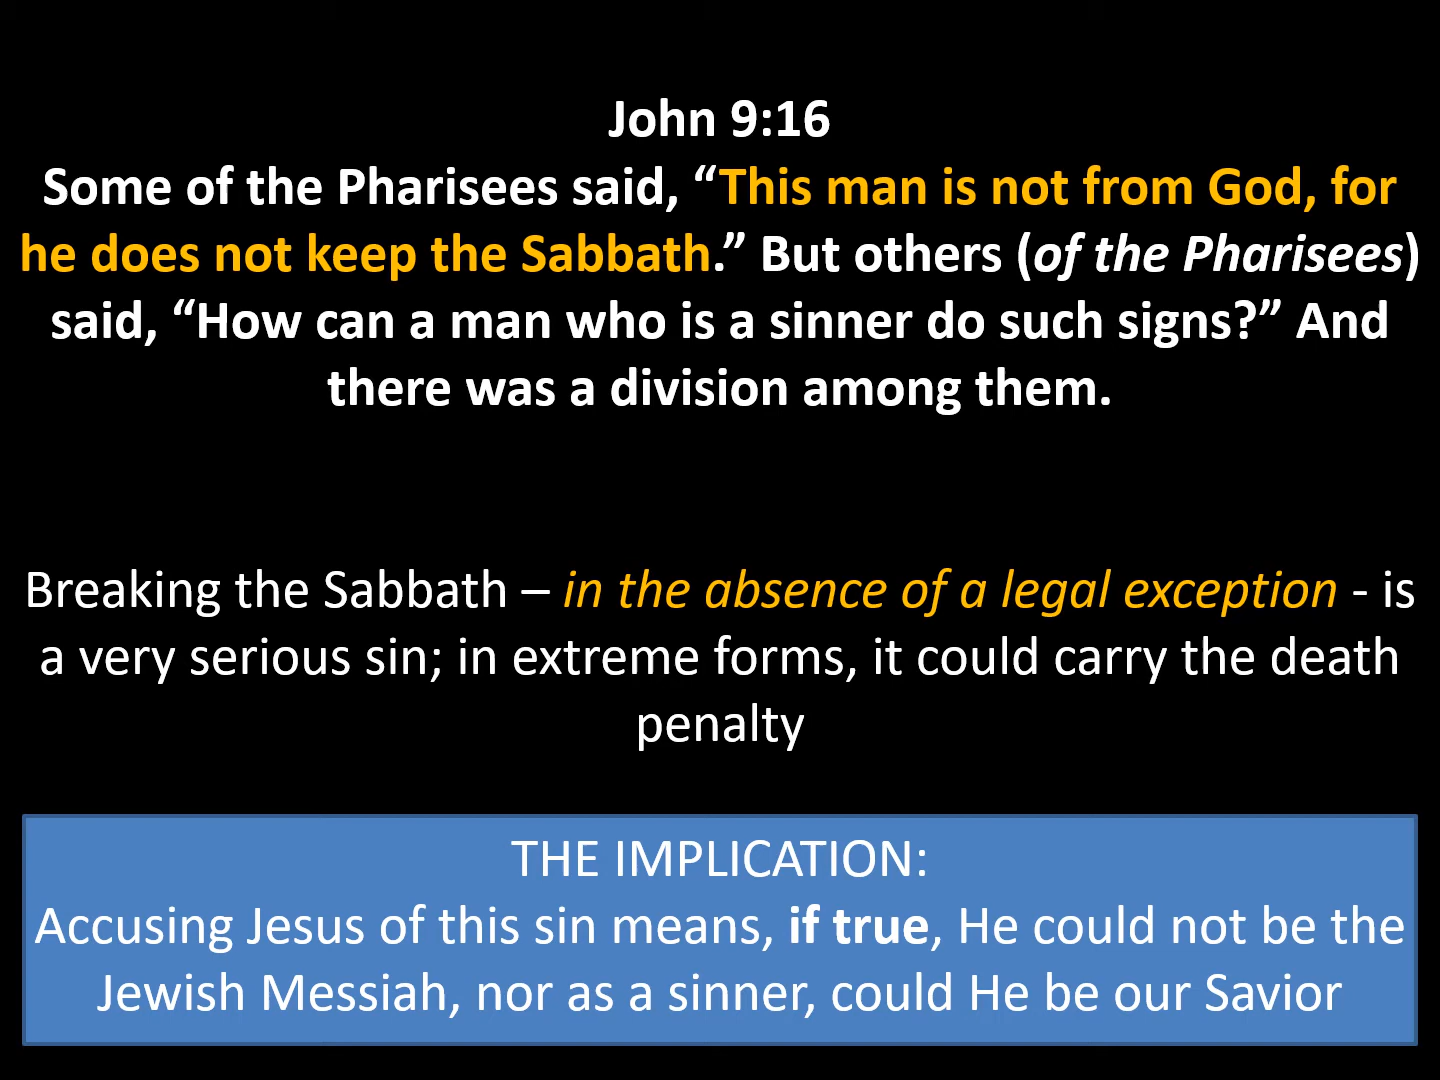 John 9:16
Some of the Pharisees said, “This man is not from God, for
he does not keep the Sabbath.” But others (of the Pharisees)
said, “How can a man who is a sinner do such signs?” And
there was a division among them.
Breaking the Sabbath – in the absence of a legal exception - is
a very serious sin; in extreme forms, it could carry the death
penalty
THE IMPLICATION:
Accusing Jesus of this sin means, if true, He could not be the
Jewish Messiah, nor as a sinner, could He be our Savior